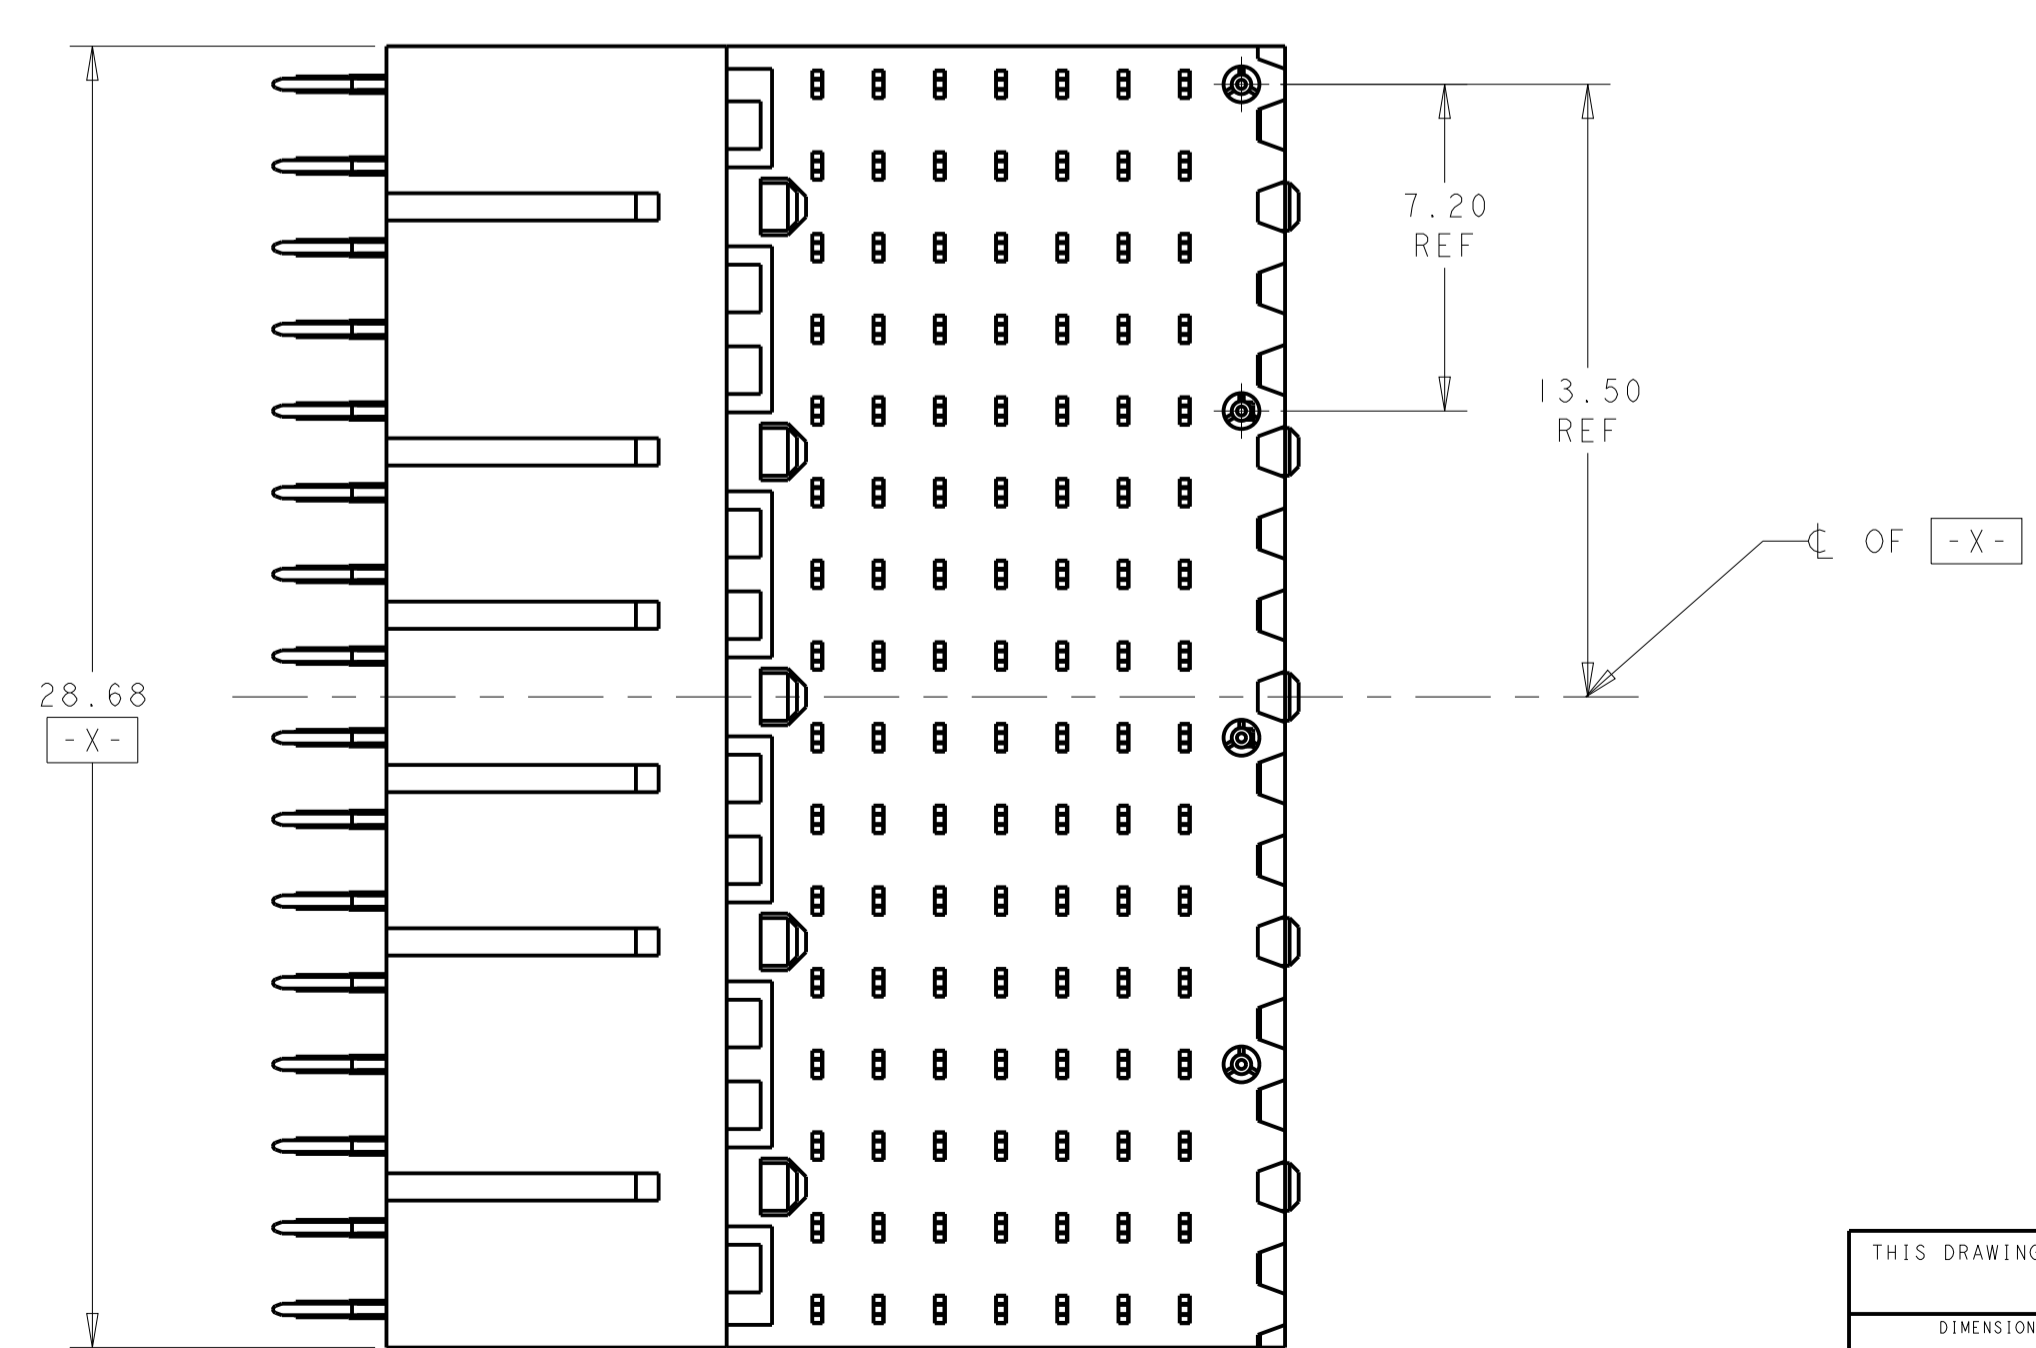 7.20
REF
13.50
REF
℄ OF -X-
28.68
-X-
THIS DRAWING
DIMENSION